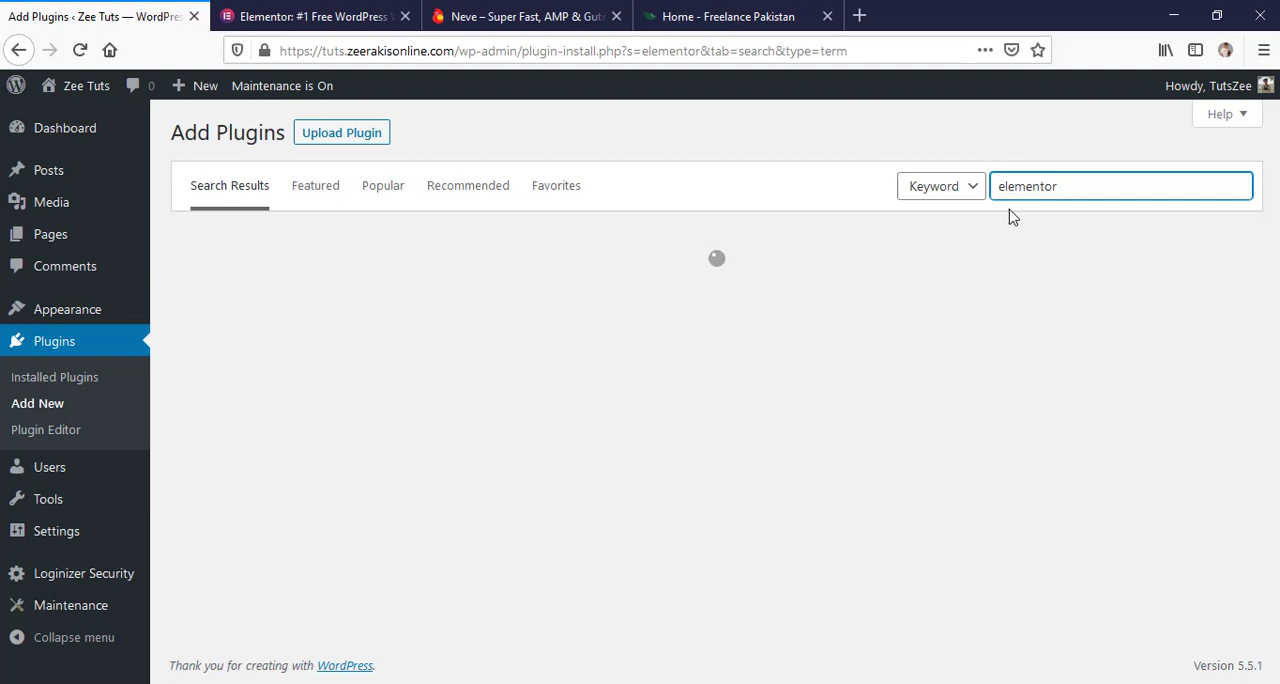 Add Plugins ‹ Zee Tuts — WordPres
Elementor: #1 Free WordPress
Neve – Super Fast, AMP & Gute
Home - Freelance Pakistan
https://tuts.zeerakisonline.com/wp-admin/plugin-install.php?s=elementor&tab=search&type=term
Zee Tuts
0
New
Maintenance is On
Howdy, TutsZee
Dashboard
Posts
Media
Pages
Comments
Appearance
Plugins
Installed Plugins
Add New
Plugin Editor
Users
Tools
Settings
Loginizer Security
Maintenance
Collapse menu
Help
Add Plugins
Upload Plugin
Search Results
Featured
Popular
Recommended
Favorites
Keyword
elementor
Thank you for creating with WordPress.
Version 5.5.1